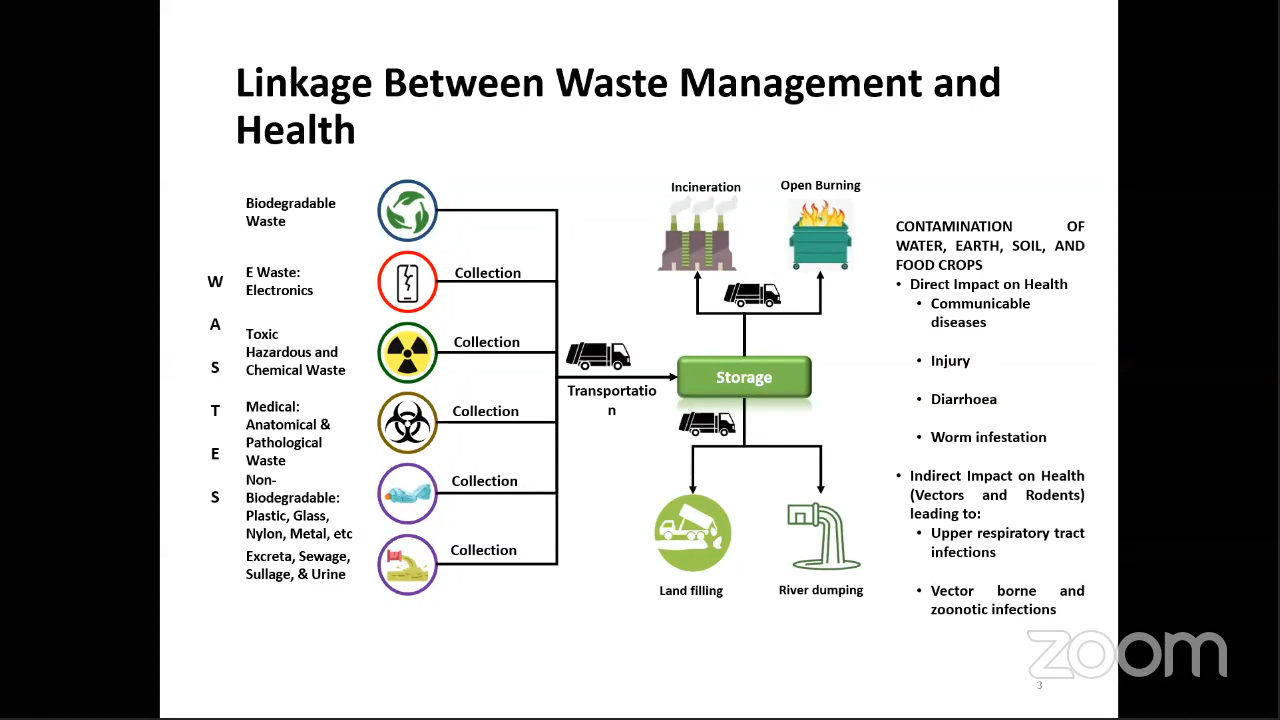 Linkage Between Waste Management and
Health
W
A
S
T
E
S
Biodegradable
Waste
E Waste:
Electronics
Toxic
Hazardous and
Chemical Waste
Medical:
Anatomical &
Pathological
Waste
Non-
Biodegradable:
Plastic, Glass,
Nylon, Metal, etc
Excreta, Sewage,
Sullage, & Urine
Collection
Collection
Collection
Collection
Collection
Transportatio
n
Storage
Incineration
Open Burning
Land filling
River dumping
CONTAMINATION OF
WATER, EARTH, SOIL, AND
FOOD CROPS
• Direct Impact on Health
• Communicable
diseases
• Injury
• Diarrhoea
• Worm infestation
• Indirect Impact on Health
(Vectors and Rodents)
leading to:
• Upper respiratory tract
infections
• Vector borne and
zoonotic infections
zoom
3